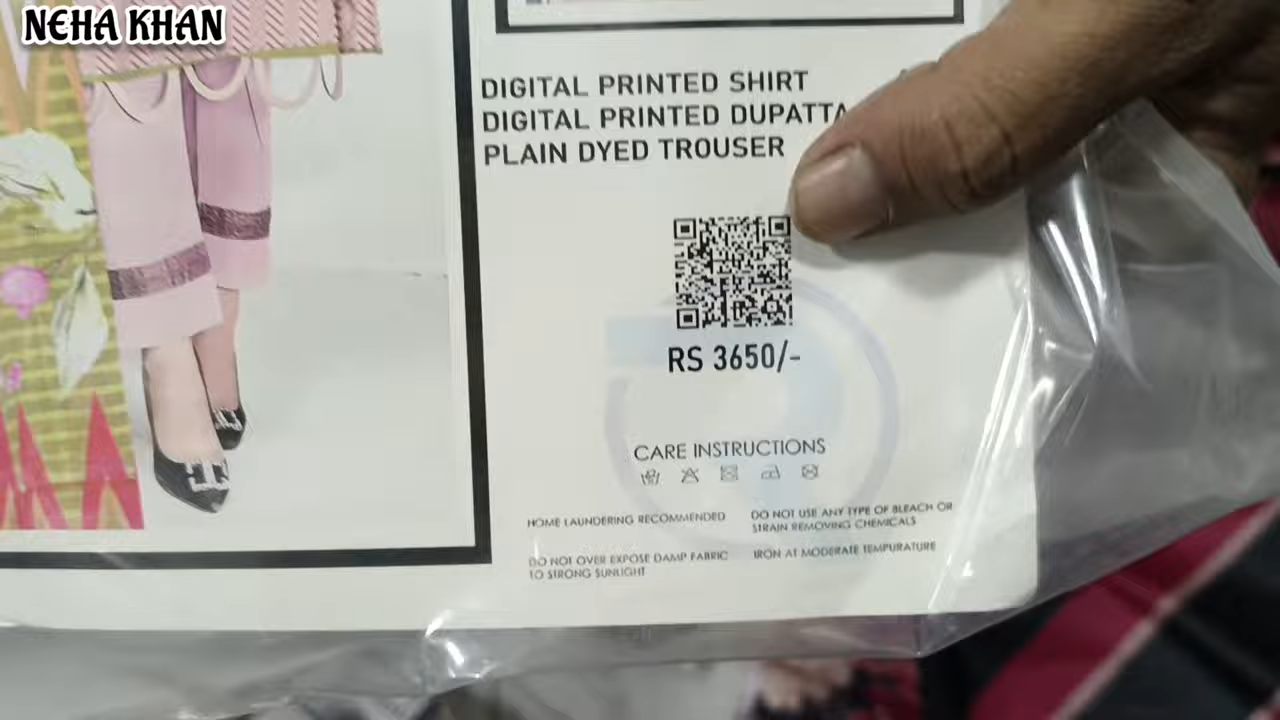 NEHA KHAN
DIGITAL PRINTED SHIRT
DIGITAL PRINTED DUPATTA
PLAIN DYED TROUSER
RS 3650/-
CARE INSTRUCTIONS
HOME LAUNDERING RECOMMENDED
DO NOT USE ANY TYPE OF BLEACH OR
STRAIN REMOVING CHEMICALS
DO NOT OVER EXPOSE DAMP FABRIC
TO STRONG SUNLIGHT
IRON AT MODERATE TEMPURATURE